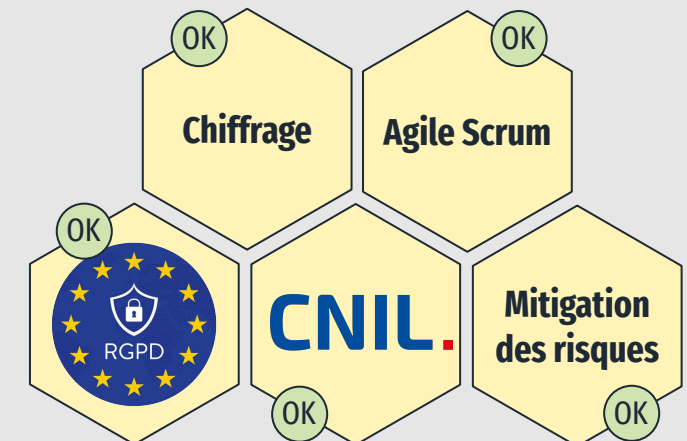 OK
OK
Chiffrage
Agile Scrum
OK
RGPD
CNIL.
Mitigation
des risques
OK
OK